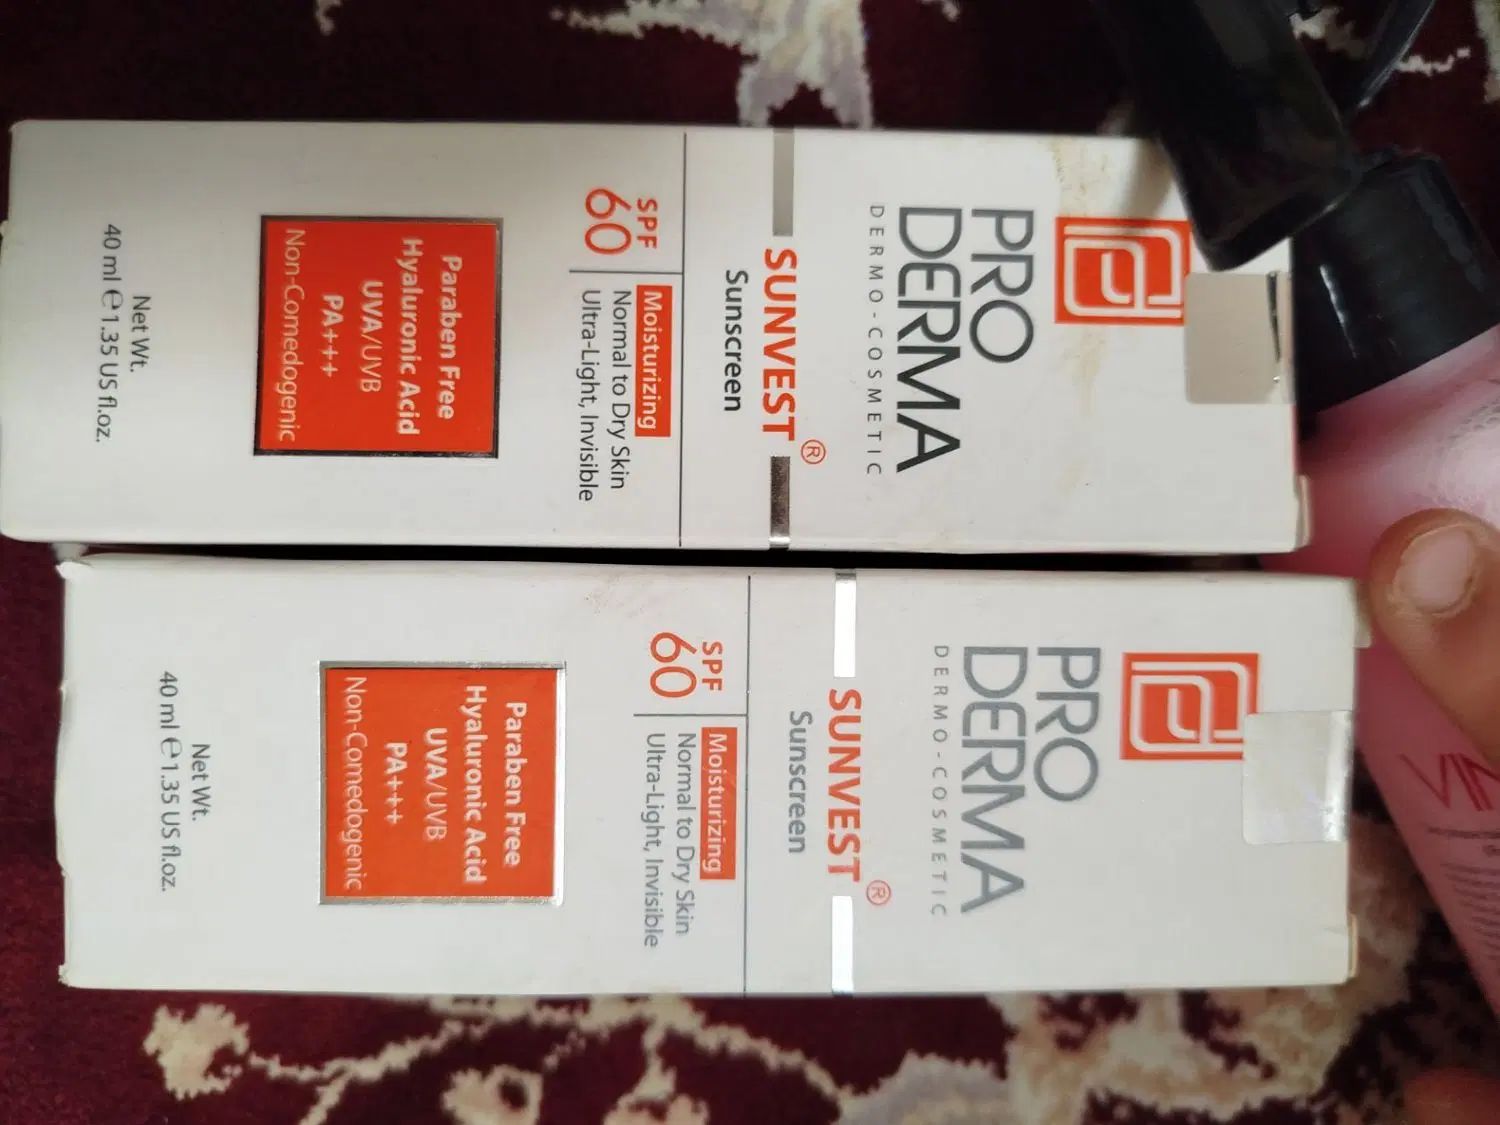 PRO
DERMA
DERMO-COSMETIC
SUNVEST®
Sunscreen
SPF
60
Moisturizing
Normal to Dry Skin
Ultra-Light, Invisible
Paraben Free
Hyaluronic Acid
UVA/UVB
PA+++
Non-Comedogenic
Net Wt.
40 ml ℮ 1.35 US fl.oz.
PRO
DERMA
DERMO-COSMETIC
SUNVEST®
Sunscreen
SPF
60
Moisturizing
Normal to Dry Skin
Ultra-Light, Invisible
Paraben Free
Hyaluronic Acid
UVA/UVB
PA+++
Non-Comedogenic
Net Wt.
40 ml ℮ 1.35 US fl.oz.